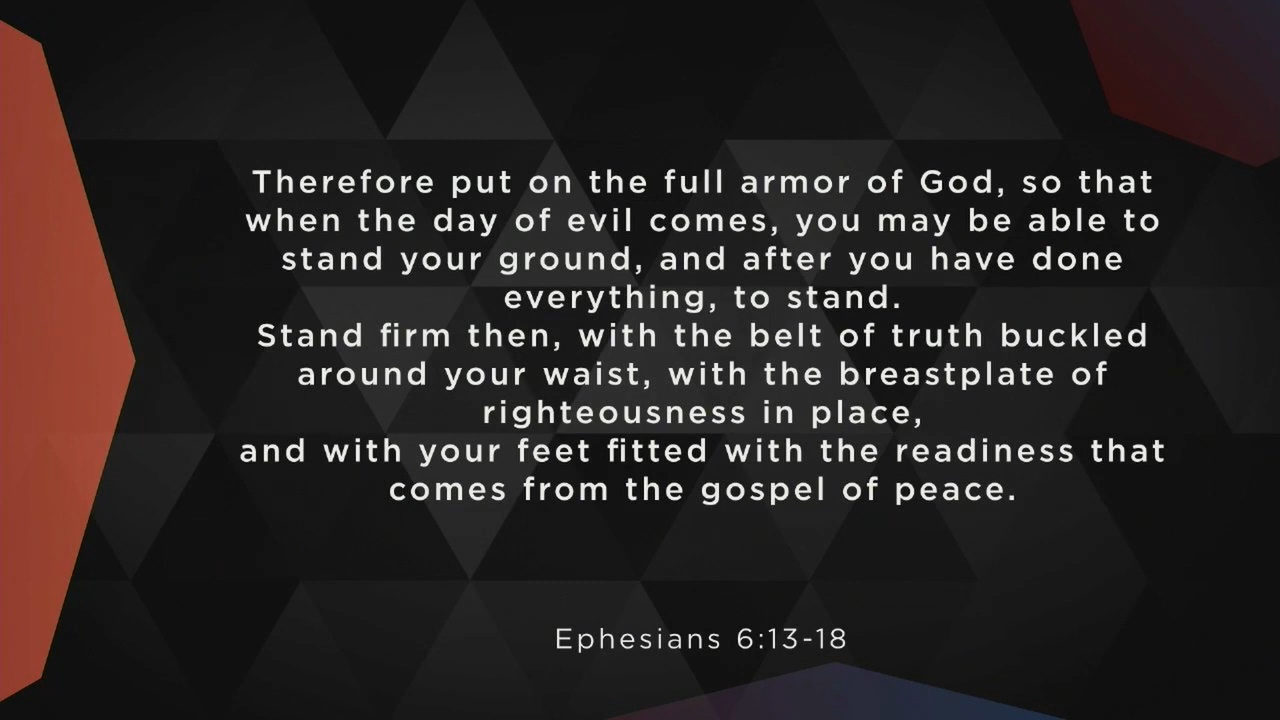 Therefore put on the full armor of God, so that
when the day of evil comes, you may be able to
stand your ground, and after you have done
everything, to stand.
Stand firm then, with the belt of truth buckled
around your waist, with the breastplate of
righteousness in place,
and with your feet fitted with the readiness that
comes from the gospel of peace.
Ephesians 6:13-18